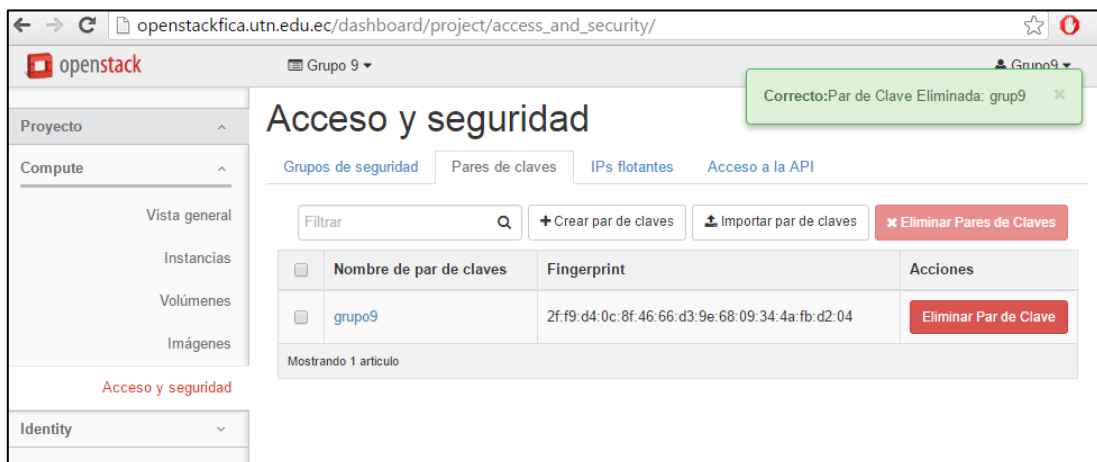 openstackfica.utn.edu.ec/dashboard/project/access_and_security/
openstack
Grupo 9
Grupo9
Correcto:Par de Clave Eliminada: grup9
Proyecto
Compute
Vista general
Instancias
Volúmenes
Imágenes
Acceso y seguridad
Identity
Acceso y seguridad
Grupos de seguridad Pares de claves IPs flotantes Acceso a la API
Filtrar Crear par de claves Importar par de claves Eliminar Pares de Claves
Nombre de par de claves Fingerprint Acciones
grupo9 2f:f9:d4:0c:8f:46:66:d3:9e:68:09:34:4a:fb:d2:04 Eliminar Par de Clave
Mostrando 1 articulo